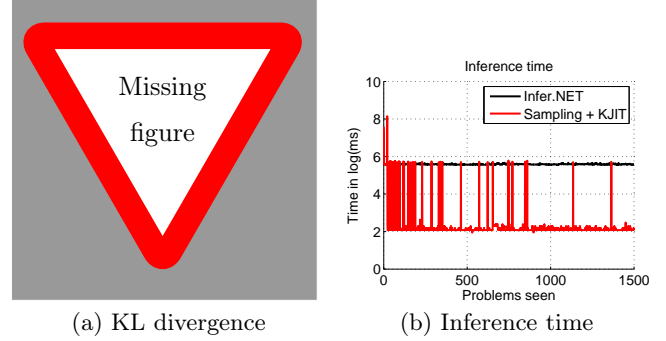 Missing
figure
(a) KL divergence
Inference time
Time in log(ms)
10
8
6
4
2
0
Infer.NET
Sampling + KJIT
0 500 1000 1500
Problems seen
(b) Inference time